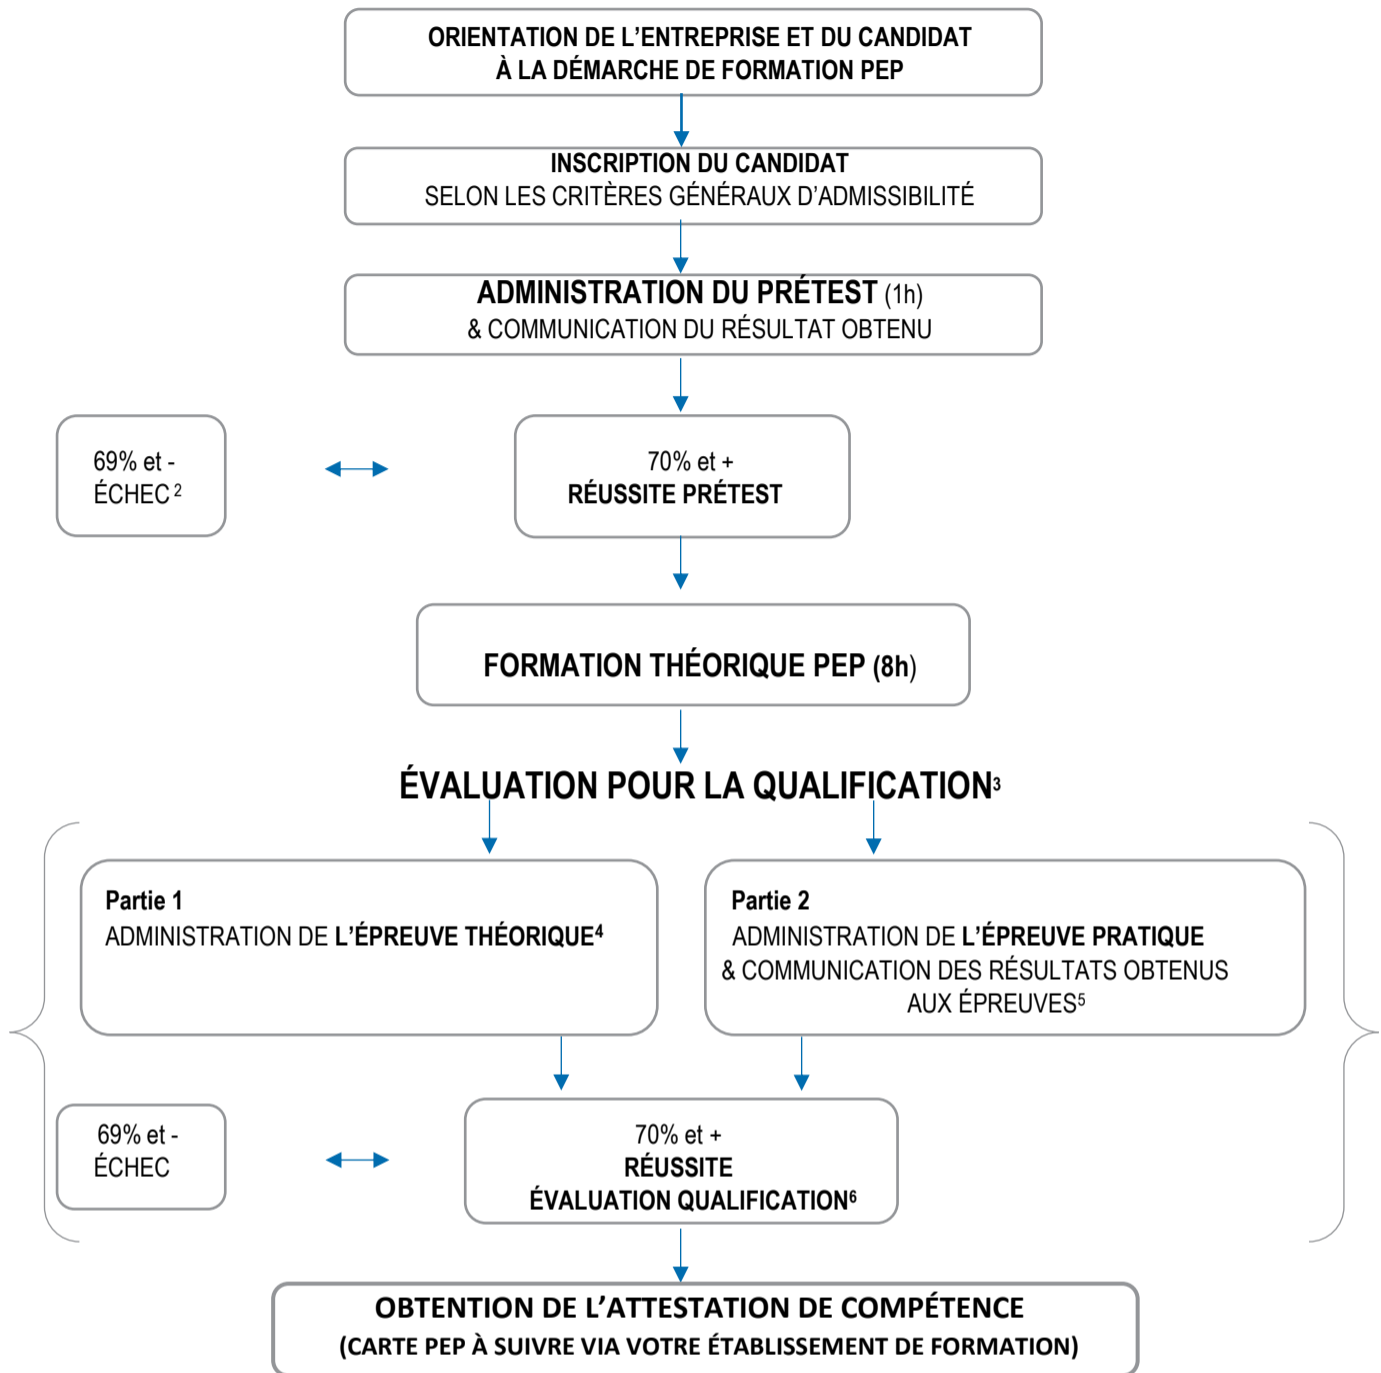 ORIENTATION DE L’ENTREPRISE ET DU CANDIDAT
À LA DÉMARCHE DE FORMATION PEP
INSCRIPTION DU CANDIDAT
SELON LES CRITÈRES GÉNÉRAUX D’ADMISSIBILITÉ
ADMINISTRATION DU PRÉTEST (1h)
& COMMUNICATION DU RÉSULTAT OBTENU
69% et -
ÉCHEC 2
70% et +
RÉUSSITE PRÉTEST
FORMATION THÉORIQUE PEP (8h)
ÉVALUATION POUR LA QUALIFICATION3
Partie 1
ADMINISTRATION DE L’ÉPREUVE THÉORIQUE4
Partie 2
ADMINISTRATION DE L’ÉPREUVE PRATIQUE
& COMMUNICATION DES RÉSULTATS OBTENUS
AUX ÉPREUVES5
69% et -
ÉCHEC
70% et +
RÉUSSITE
ÉVALUATION QUALIFICATION6
OBTENTION DE L’ATTESTATION DE COMPÉTENCE
(CARTE PEP À SUIVRE VIA VOTRE ÉTABLISSEMENT DE FORMATION)